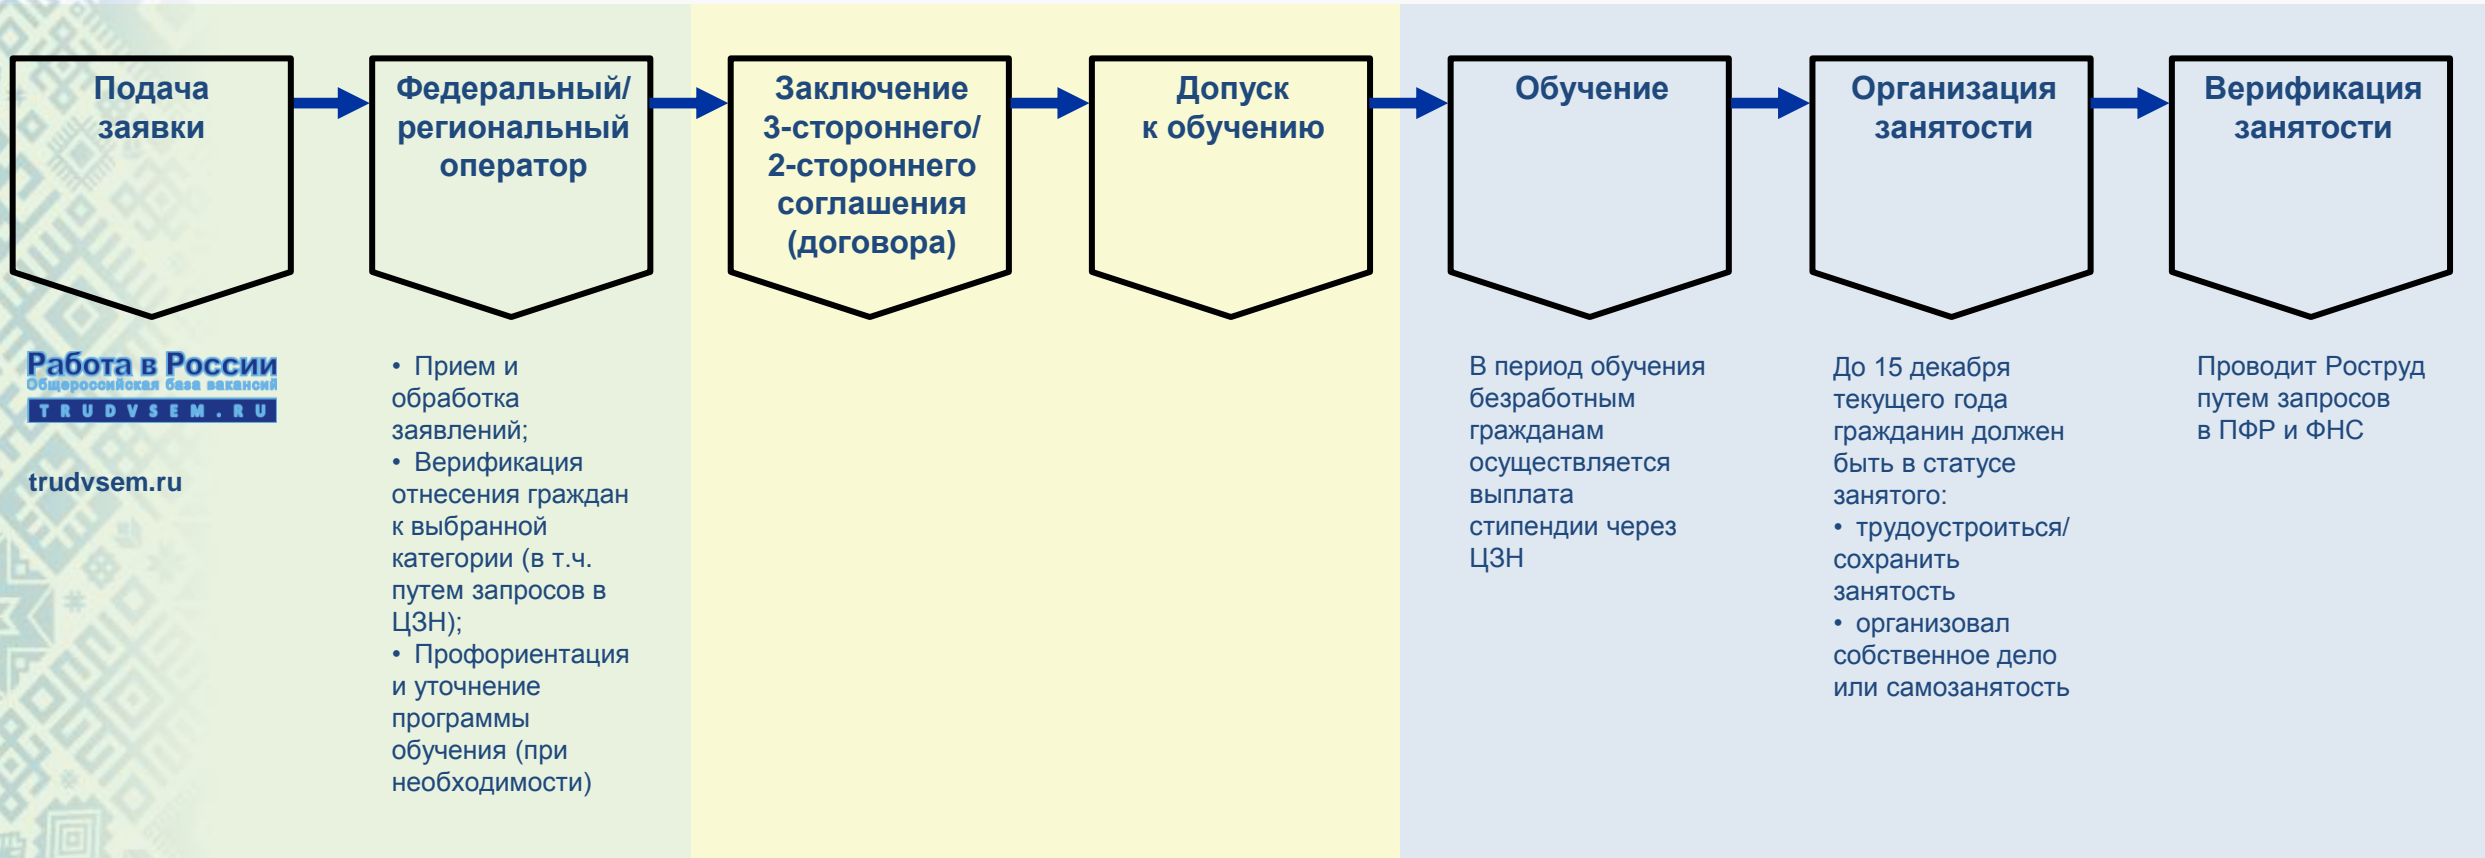 Подача
заявки
Федеральный/
региональный
оператор
Заключение
3-стороннего/
2-стороннего
соглашения
(договора)
Допуск
к обучению
Обучение
Организация
занятости
Верификация
занятости
Работа в России
Общероссийская база вакансий
TRUDVSEM.RU
trudvsem.ru
• Прием и
обработка
заявлений;
• Верификация
отнесения граждан
к выбранной
категории (в т.ч.
путем запросов в
ЦЗН);
• Профориентация
и уточнение
программы
обучения (при
необходимости)
В период обучения
безработным
гражданам
осуществляется
выплата
стипендии через
ЦЗН
До 15 декабря
текущего года
гражданин должен
быть в статусе
занятого:
• трудоустроиться/
сохранить
занятость
• организовал
собственное дело
или самозанятость
Проводит Роструд
путем запросов
в ПФР и ФНС